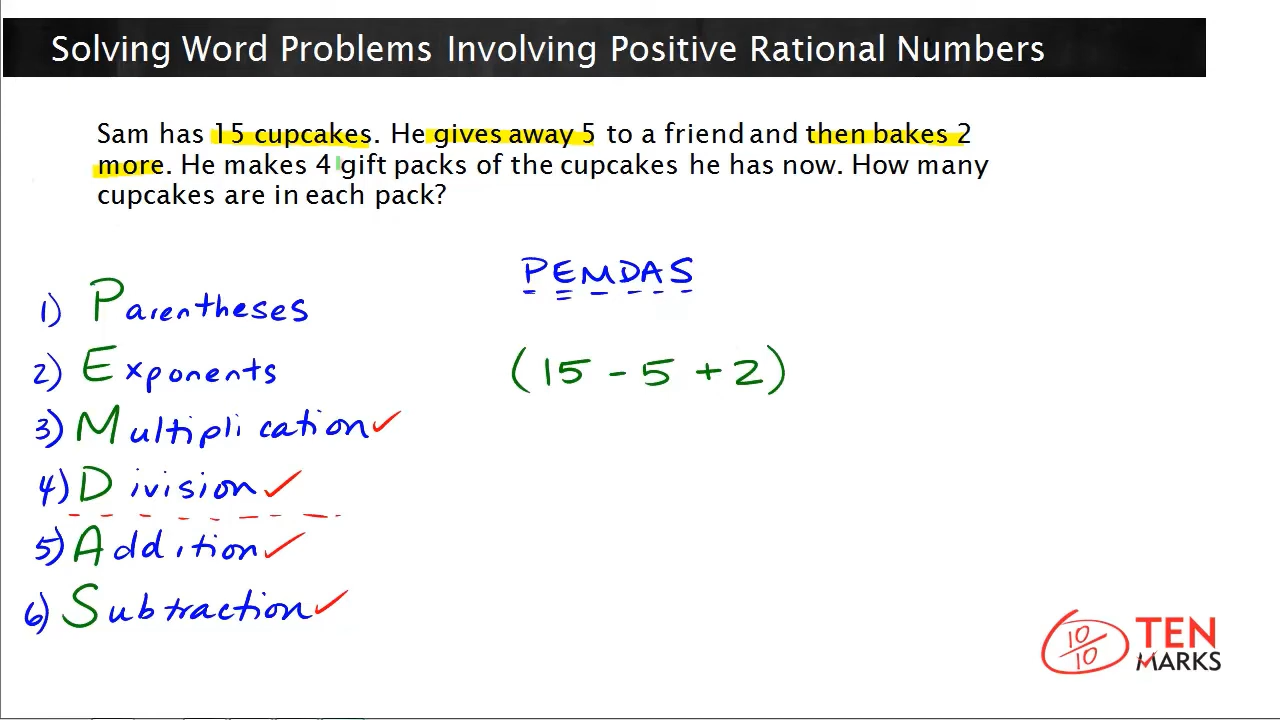 Solving Word Problems Involving Positive Rational Numbers
Sam has 15 cupcakes. He gives away 5 to a friend and then bakes 2
more. He makes 4 gift packs of the cupcakes he has now. How many
cupcakes are in each pack?
PEMDAS
1) Parentheses
2) Exponents
(15 - 5 + 2)
3) Multiplication ✓
4) Division ✓
5) Addition ✓
6) Subtraction ✓
10/10
TEN
MARKS